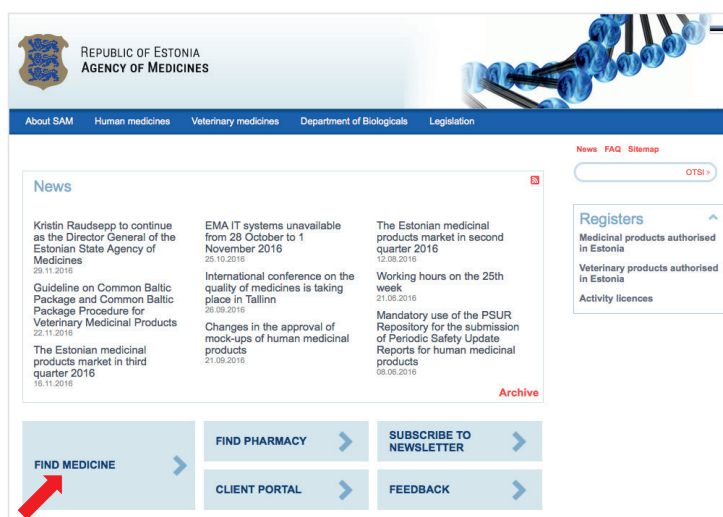 REPUBLIC OF ESTONIA
AGENCY OF MEDICINES
About SAM Human medicines Veterinary medicines Department of Biologicals Legislation
News FAQ Sitemap
OTSI >
News
Kristin Raudsepp to continue
as the Director General of the
Estonian State Agency of
Medicines
29.11.2016
Guideline on Common Baltic
Package and Common Baltic
Package Procedure for
Veterinary Medicinal Products
22.11.2016
The Estonian medicinal
products market in third
quarter 2016
16.11.2016
EMA IT systems unavailable
from 28 October to 1
November 2016
25.10.2016
International conference on the
quality of medicines is taking
place in Tallinn
26.09.2016
Changes in the approval of
mock-ups of human medicinal
products
21.09.2016
The Estonian medicinal
products market in second
quarter 2016
12.08.2016
Working hours on the 25th
week
21.06.2016
Mandatory use of the PSUR
Repository for the submission
of Periodic Safety Update
Reports for human medicinal
products
08.06.2016
Archive
Registers
Medicinal products authorised
in Estonia
Veterinary products authorised
in Estonia
Activity licences
FIND MEDICINE
FIND PHARMACY
SUBSCRIBE TO
NEWSLETTER
CLIENT PORTAL
FEEDBACK